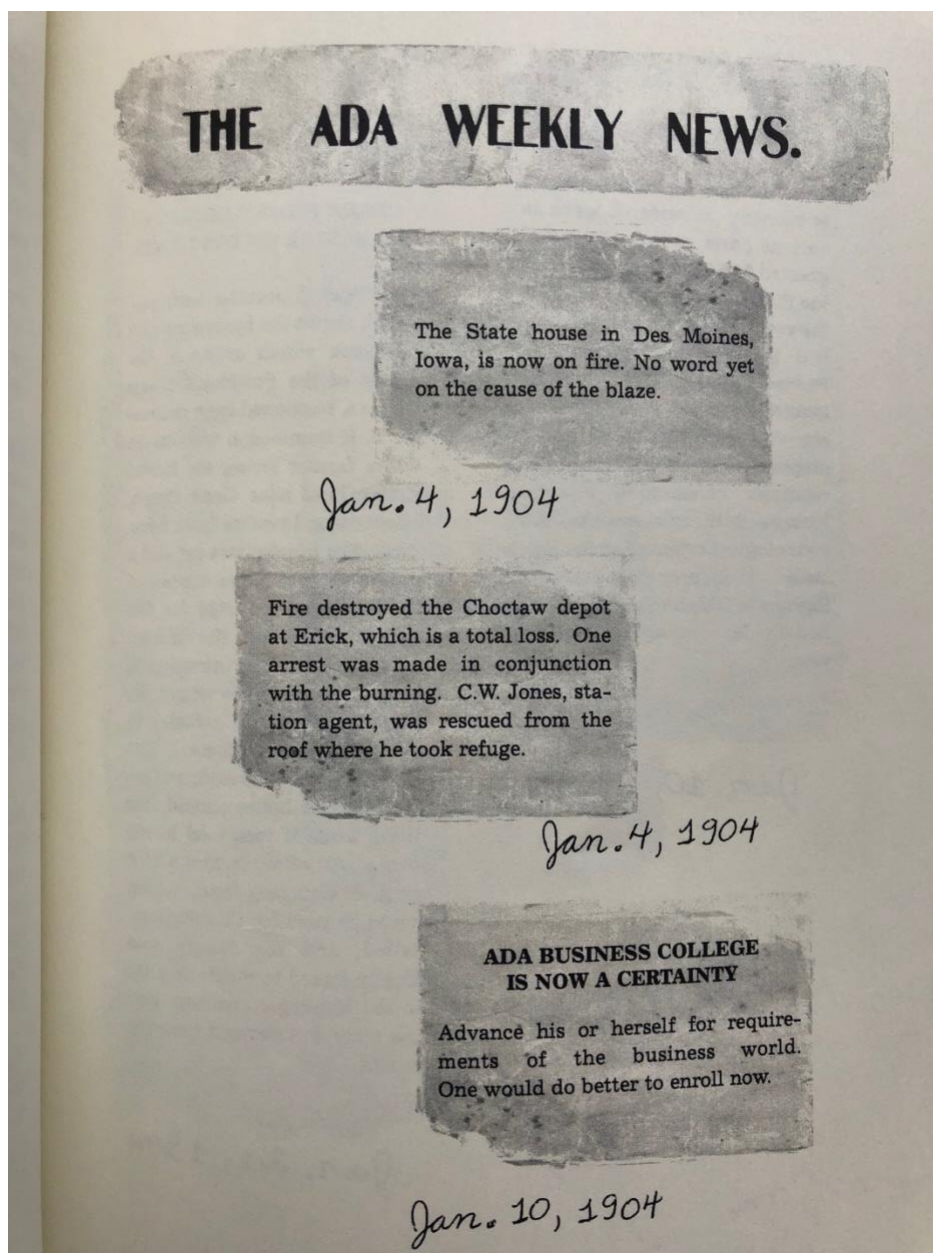 THE ADA WEEKLY NEWS.
The State house in Des Moines,
Iowa, is now on fire. No word yet
on the cause of the blaze.
Jan. 4, 1904
Fire destroyed the Choctaw depot
at Erick, which is a total loss. One
arrest was made in conjunction
with the burning. C.W. Jones, sta-
tion agent, was rescued from the
roof where he took refuge.
Jan. 4, 1904
ADA BUSINESS COLLEGE
IS NOW A CERTAINTY
Advance his or herself for require-
ments of the business world.
One would do better to enroll now.
Jan. 10, 1904